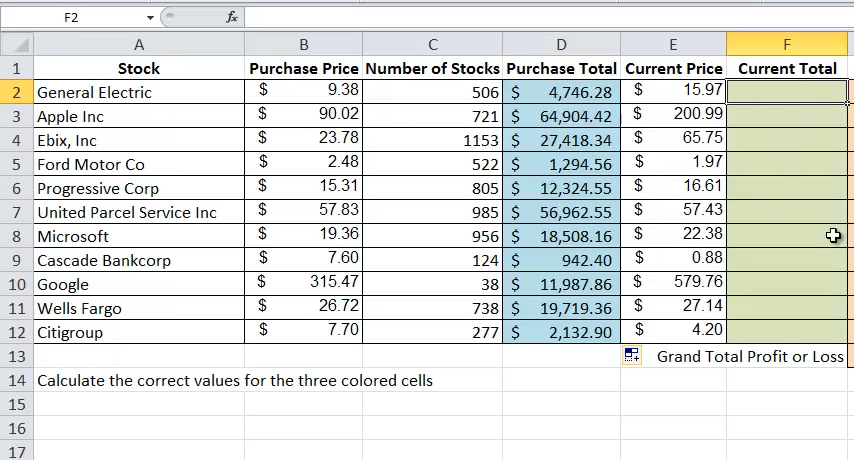 F2 fx
A B C D E F
1 Stock Purchase Price Number of Stocks Purchase Total Current Price Current Total
2 General Electric $ 9.38 506 $ 4,746.28 $ 15.97
3 Apple Inc $ 90.02 721 $ 64,904.42 $ 200.99
4 Ebix, Inc $ 23.78 1153 $ 27,418.34 $ 65.75
5 Ford Motor Co $ 2.48 522 $ 1,294.56 $ 1.97
6 Progressive Corp $ 15.31 805 $ 12,324.55 $ 16.61
7 United Parcel Service Inc $ 57.83 985 $ 56,962.55 $ 57.43
8 Microsoft $ 19.36 956 $ 18,508.16 $ 22.38
9 Cascade Bankcorp $ 7.60 124 $ 942.40 $ 0.88
10 Google $ 315.47 38 $ 11,987.86 $ 579.76
11 Wells Fargo $ 26.72 738 $ 19,719.36 $ 27.14
12 Citigroup $ 7.70 277 $ 2,132.90 $ 4.20
13 Grand Total Profit or Loss
14 Calculate the correct values for the three colored cells
15
16
17